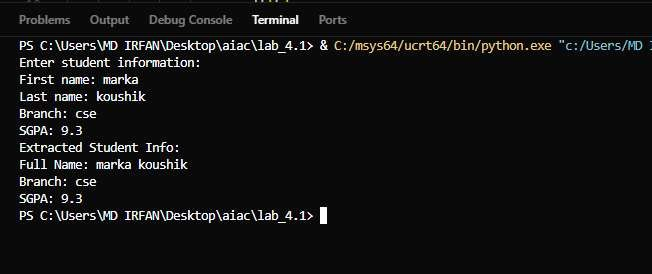 Problems Output Debug Console Terminal Ports
PS C:\Users\MD IRFAN\Desktop\aiac\lab_4.1> & C:/msys64/ucrt64/bin/python.exe "c:/Users/MD
Enter student information:
First name: marka
Last name: koushik
Branch: cse
SGPA: 9.3
Extracted Student Info:
Full Name: marka koushik
Branch: cse
SGPA: 9.3
PS C:\Users\MD IRFAN\Desktop\aiac\lab_4.1>